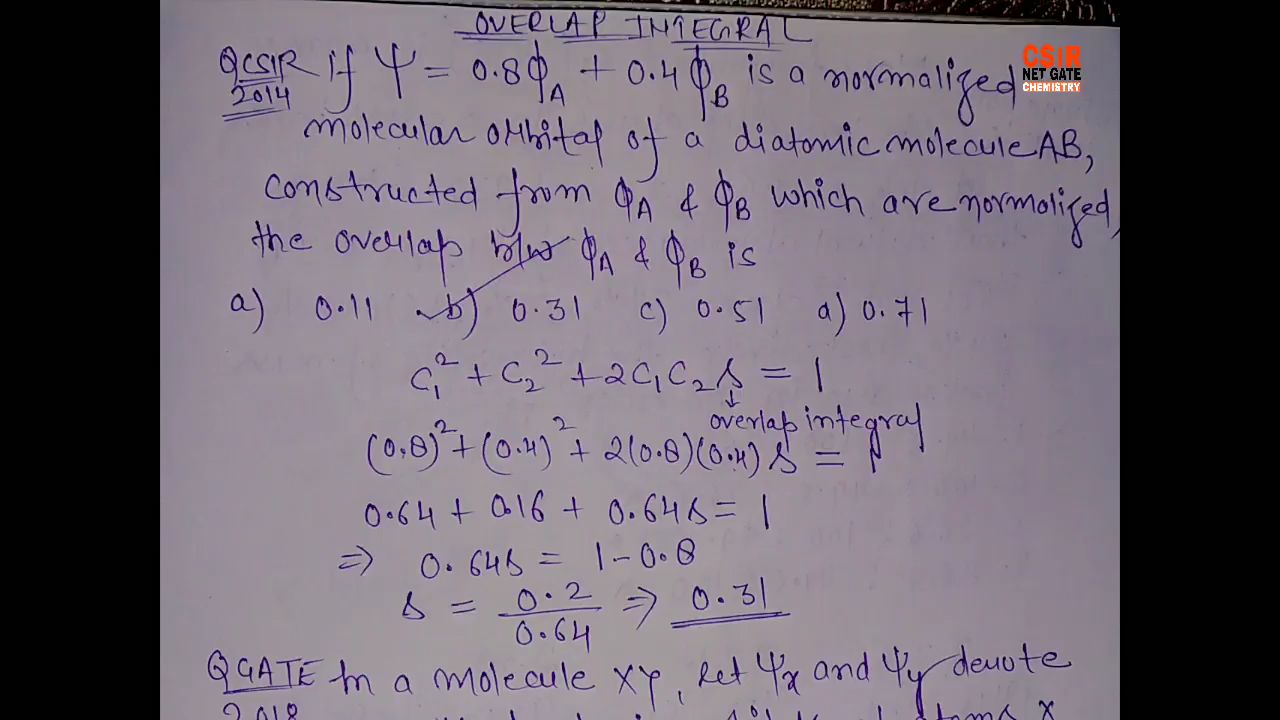 OVERLAP INTEGRAL
QCSIR 2014 if Ψ = 0.8ϕA + 0.4ϕB is a normalized
CSIR
NET GATE
CHEMISTRY
molecular orbital of a diatomic molecule AB,
constructed from ϕA & ϕB which are normalized,
the overlap b/w ϕA & ϕB is
a) 0.11 b) 0.31 c) 0.51 a) 0.71
C₁² + C₂² + 2C₁C₂s = 1
↓
overlap integral
(0.8)² + (0.4)² + 2(0.8)(0.4)s = 1
0.64 + 0.16 + 0.64s = 1
⇒ 0.64s = 1-0.8
s = 0.2/0.64 ⇒ 0.31
QGATE 2018 In a molecule XY, let Ψx and Ψy denote